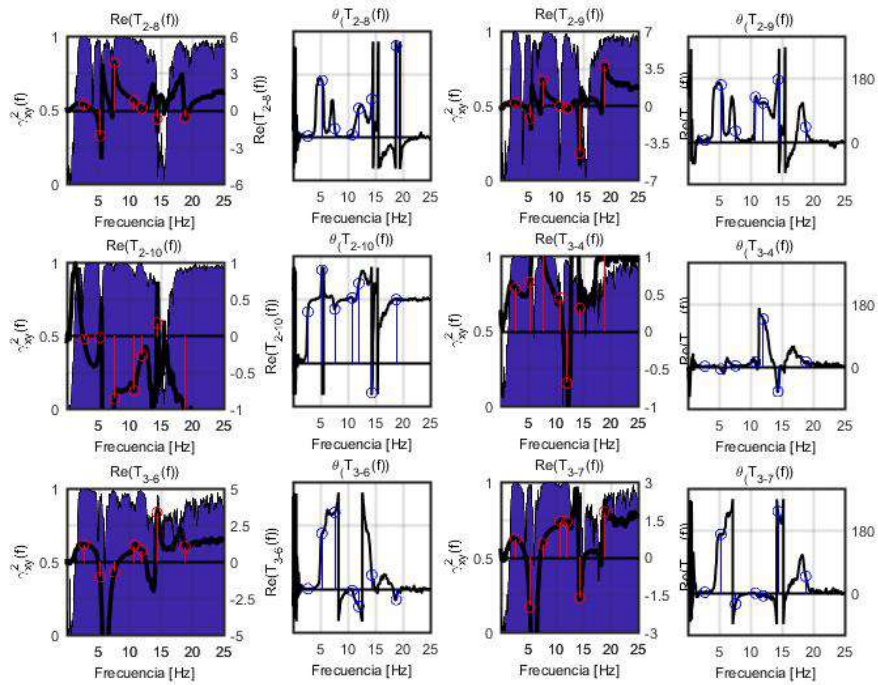 Re(T2-8(f))
θ(T2-8(f))
Re(T2-9(f))
θ(T2-9(f))
1
0.5
0
γ²xy(f)
6
3
0
-3
-6
Re(T2-8(f))
1
0.5
0
γ²xy(f)
7
3.5
0
-3.5
-7
180
0
5 10 15 20 25
5 10 15 20 25
5 10 15 20 25
5 10 15 20 25
Frecuencia [Hz]
Frecuencia [Hz]
Frecuencia [Hz]
Frecuencia [Hz]
Re(T2-10(f))
θ(T2-10(f))
Re(T3-4(f))
θ(T3-4(f))
1
0.5
0
γ²xy(f)
1
0.5
0
-0.5
-1
Re(T2-10(f))
1
0.5
0
γ²xy(f)
1
0.5
0
-0.5
-1
180
0
5 10 15 20 25
5 10 15 20 25
5 10 15 20 25
5 10 15 20 25
Frecuencia [Hz]
Frecuencia [Hz]
Frecuencia [Hz]
Frecuencia [Hz]
Re(T3-6(f))
θ(T3-6(f))
Re(T3-7(f))
θ(T3-7(f))
1
0.5
0
γ²xy(f)
5
2.5
0
-2.5
-5
Re(T3-6(f))
1
0.5
0
γ²xy(f)
3
1.5
0
-1.5
-3
180
0
5 10 15 20 25
5 10 15 20 25
5 10 15 20 25
5 10 15 20 25
Frecuencia [Hz]
Frecuencia [Hz]
Frecuencia [Hz]
Frecuencia [Hz]